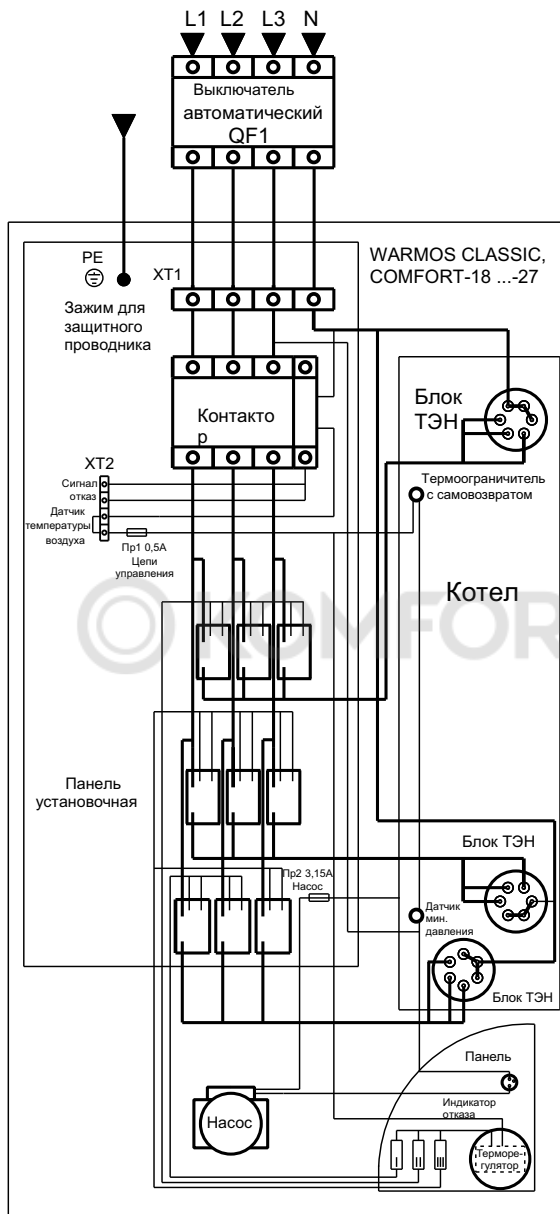 L1 L2 L3 N
Выключатель
автоматический
QF1
PE
XT1
WARMOS CLASSIC,
COMFORT-18 ...-27
Зажим для
защитного
проводника
Контакто
р
Блок
ТЭН
XT2
Сигнал
отказ
Датчик
температуры
воздуха
Термоограничитель
с самовозвратом
Пр1 0,5А
Цепи
управления
Котел
KOMFOR
Панель
установочная
Блок ТЭН
Пр2 3,15А
Насос
Датчик
мин.
давления
Блок ТЭН
Панель
Индикатор
отказа
Насос
I II III
Терморе-
гулятор